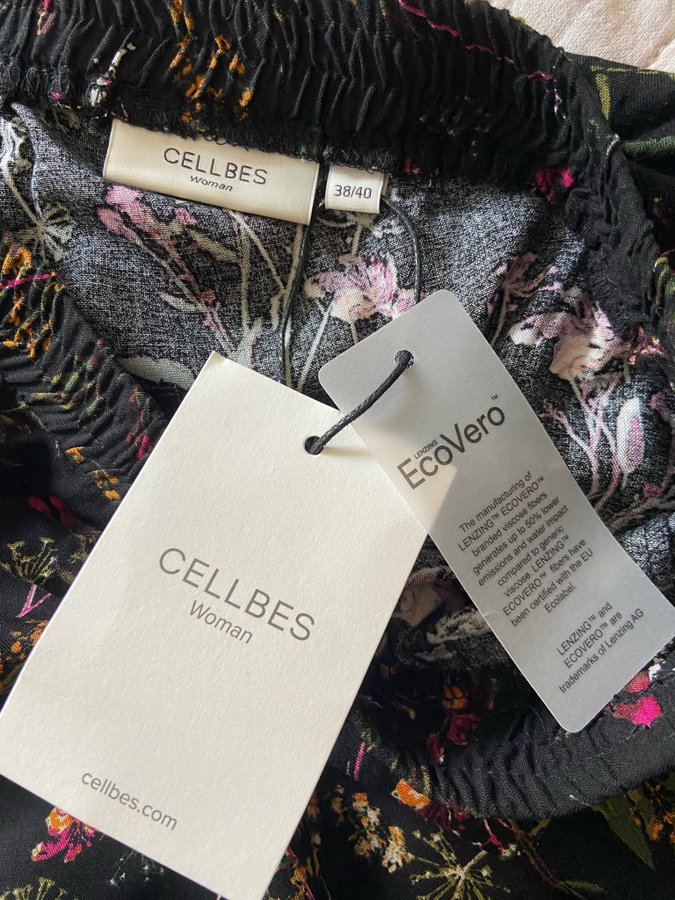 CELLBES
Woman
38/40
LENZING
EcoVero™
The manufacturing of
LENZING™ ECOVERO™
branded viscose fibers
generates up to 50% lower
emissions and water impact
compared to generic
viscose. LENZING™
ECOVERO™ fibers have
been certified with the EU
Ecolabel.
LENZING™ and
ECOVERO™ are
trademarks of Lenzing AG
CELLBES
Woman
cellbes.com